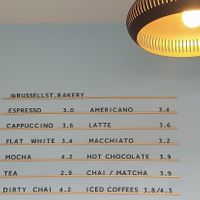 @RUSSELLST.BAKERY
ESPRESSO 3.0 AMERICANO 3.4
CAPPUCCINO 3.6 LATTE 3.6
FLAT WHITE 3.4 MACCHIATO 3.2
MOCHA 4.2 HOT CHOCOLATE 3.9
TEA 2.9 CHAI / MATCHA 3.9
DIRTY CHAI 4.2 ICED COFFEES 3.8/4.3